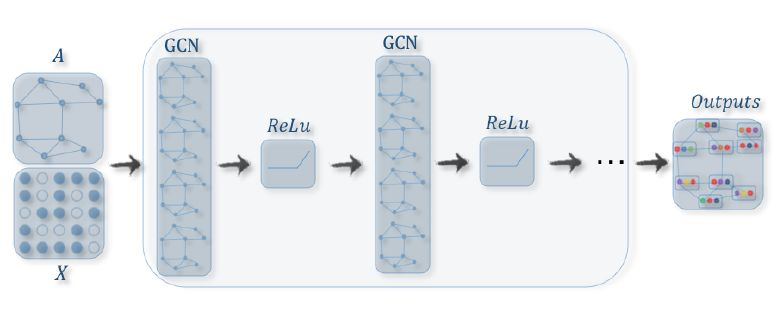 A
X
GCN
ReLu
GCN
ReLu
...
Outputs